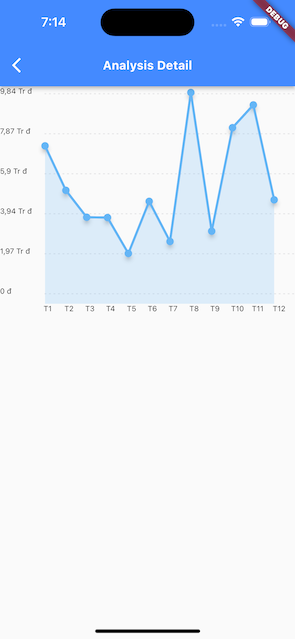 7:14
DEBUG
Analysis Detail
9,84 Tr đ
7,87 Tr đ
5,9 Tr đ
3,94 Tr đ
1,97 Tr đ
0 đ
T1 T2 T3 T4 T5 T6 T7 T8 T9 T10 T11 T12